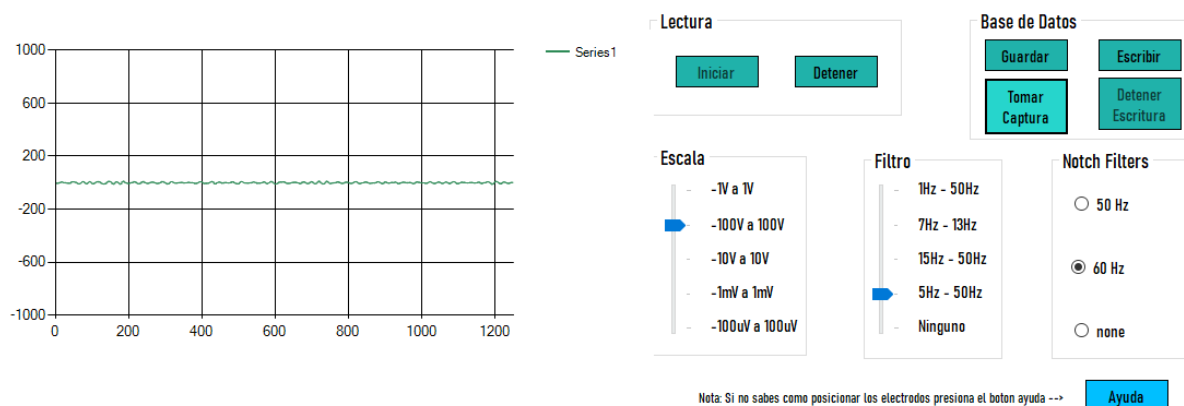 1000
600
200
-200
-600
-1000
0 200 400 600 800 1000 1200
Series1
Lectura
Iniciar
Detener
Base de Datos
Guardar
Escribir
Tomar
Captura
Detener
Escritura
Escala
-1V a 1V
-100V a 100V
-10V a 10V
-1mV a 1mV
-100uV a 100uV
Filtro
1Hz - 50Hz
7Hz - 13Hz
15Hz - 50Hz
5Hz - 50Hz
Ninguno
Notch Filters
50 Hz
60 Hz
none
Nota: Si no sabes como posicionar los electrodos presiona el boton ayuda -->
Ayuda